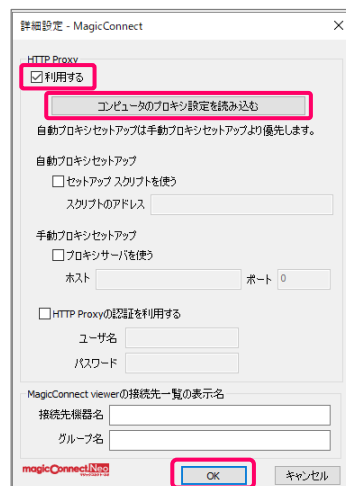 詳細設定 - MagicConnect
HTTP Proxy
利用する
コンピュータのプロキシ設定を読み込む
自動プロキシセットアップは手動プロキシセットアップより優先します。
自動プロキシセットアップ
セットアップ スクリプトを使う
スクリプトのアドレス
手動プロキシセットアップ
プロキシサーバを使う
ホスト ポート 0
HTTP Proxyの認証を利用する
ユーザ名
パスワード
MagicConnect viewerの接続先一覧の表示名
接続先機器名
グループ名
magicConnect Neo
OK キャンセル